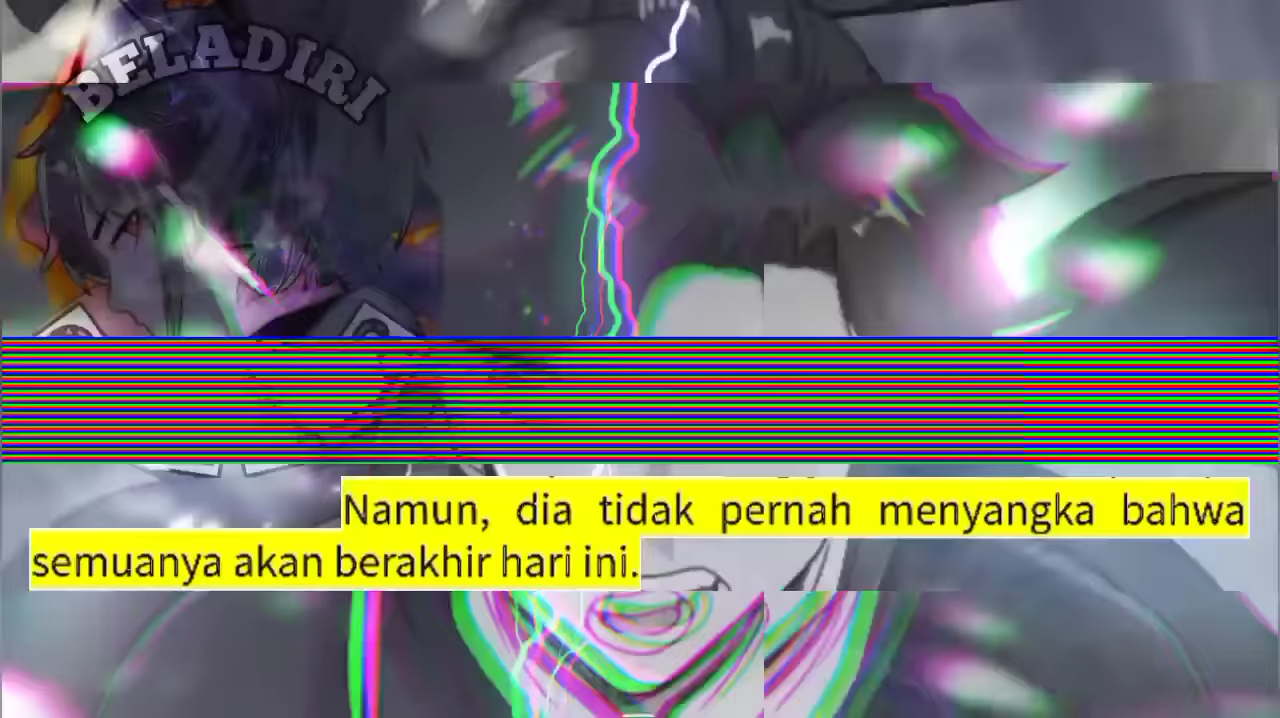 BELADIRI
Namun, dia tidak pernah menyangka bahwa
semuanya akan berakhir hari ini.